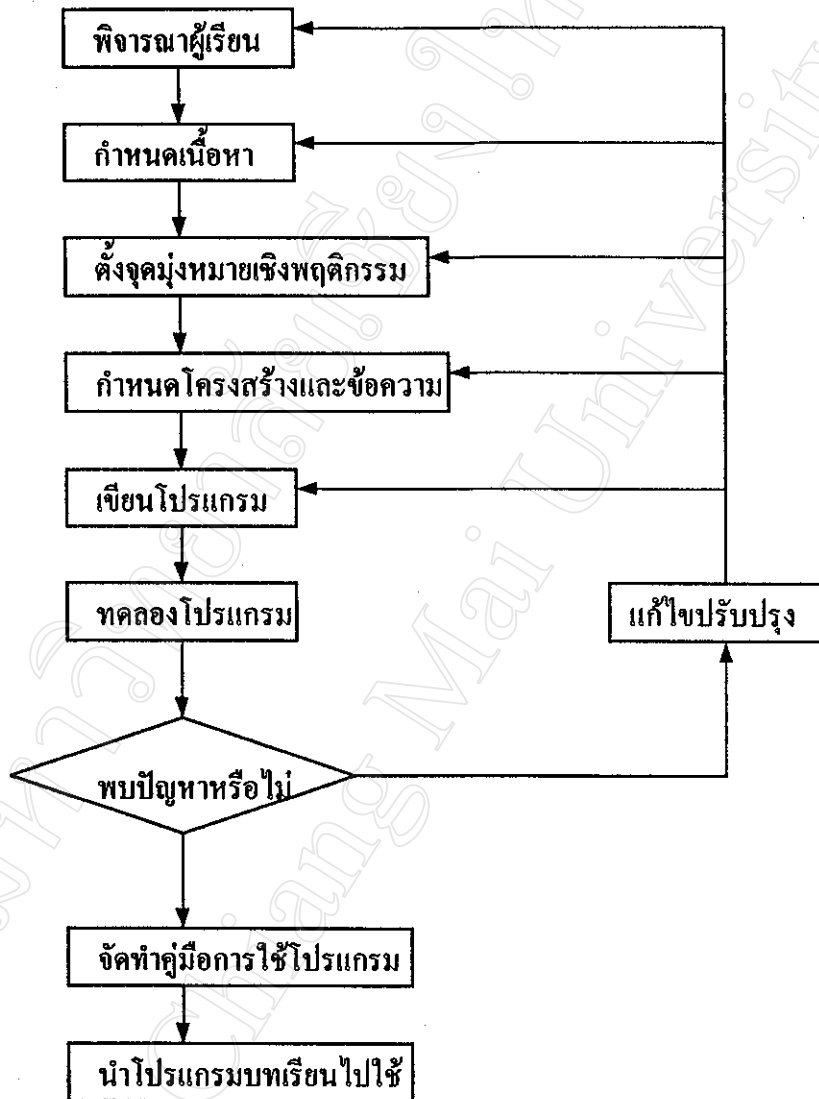 พิจารณาผู้เรียน
กำหนดเนื้อหา
ตั้งจุดมุ่งหมายเชิงพฤติกรรม
กำหนดโครงสร้างและข้อความ
เขียนโปรแกรม
ทดลองโปรแกรม
แก้ไขปรับปรุง
พบปัญหาหรือไม่
จัดทำคู่มือการใช้โปรแกรม
นำโปรแกรมบทเรียนไปใช้
Chiang Mai Universit